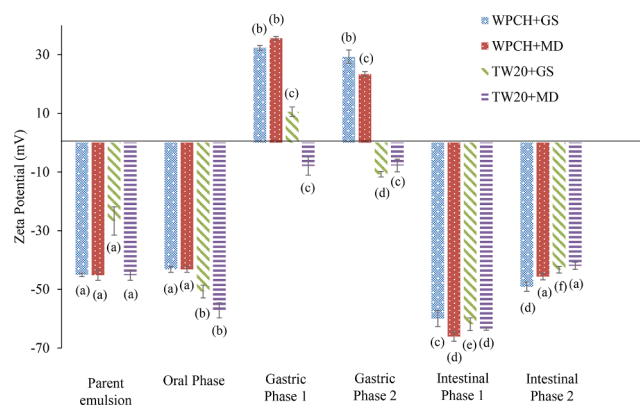 WPCH+GS
WPCH+MD
TW20+GS
TW20+MD
Zeta Potential (mV)
30
10
-10
-30
-50
-70
(a) (a) (a) (a)
(a) (a) (b) (b)
(b) (b) (c) (c)
(b) (c) (d) (c)
(c) (d) (e) (d)
(d) (a) (f) (a)
Parent
emulsion
Oral Phase
Gastric
Phase 1
Gastric
Phase 2
Intestinal
Phase 1
Intestinal
Phase 2